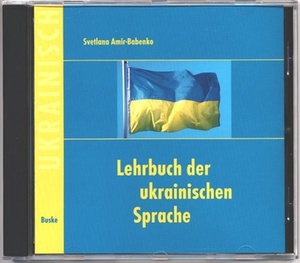 UKRAINISCH
Svetlana Amir-Babenko
Lehrbuch der
ukrainischen
Sprache
Buske